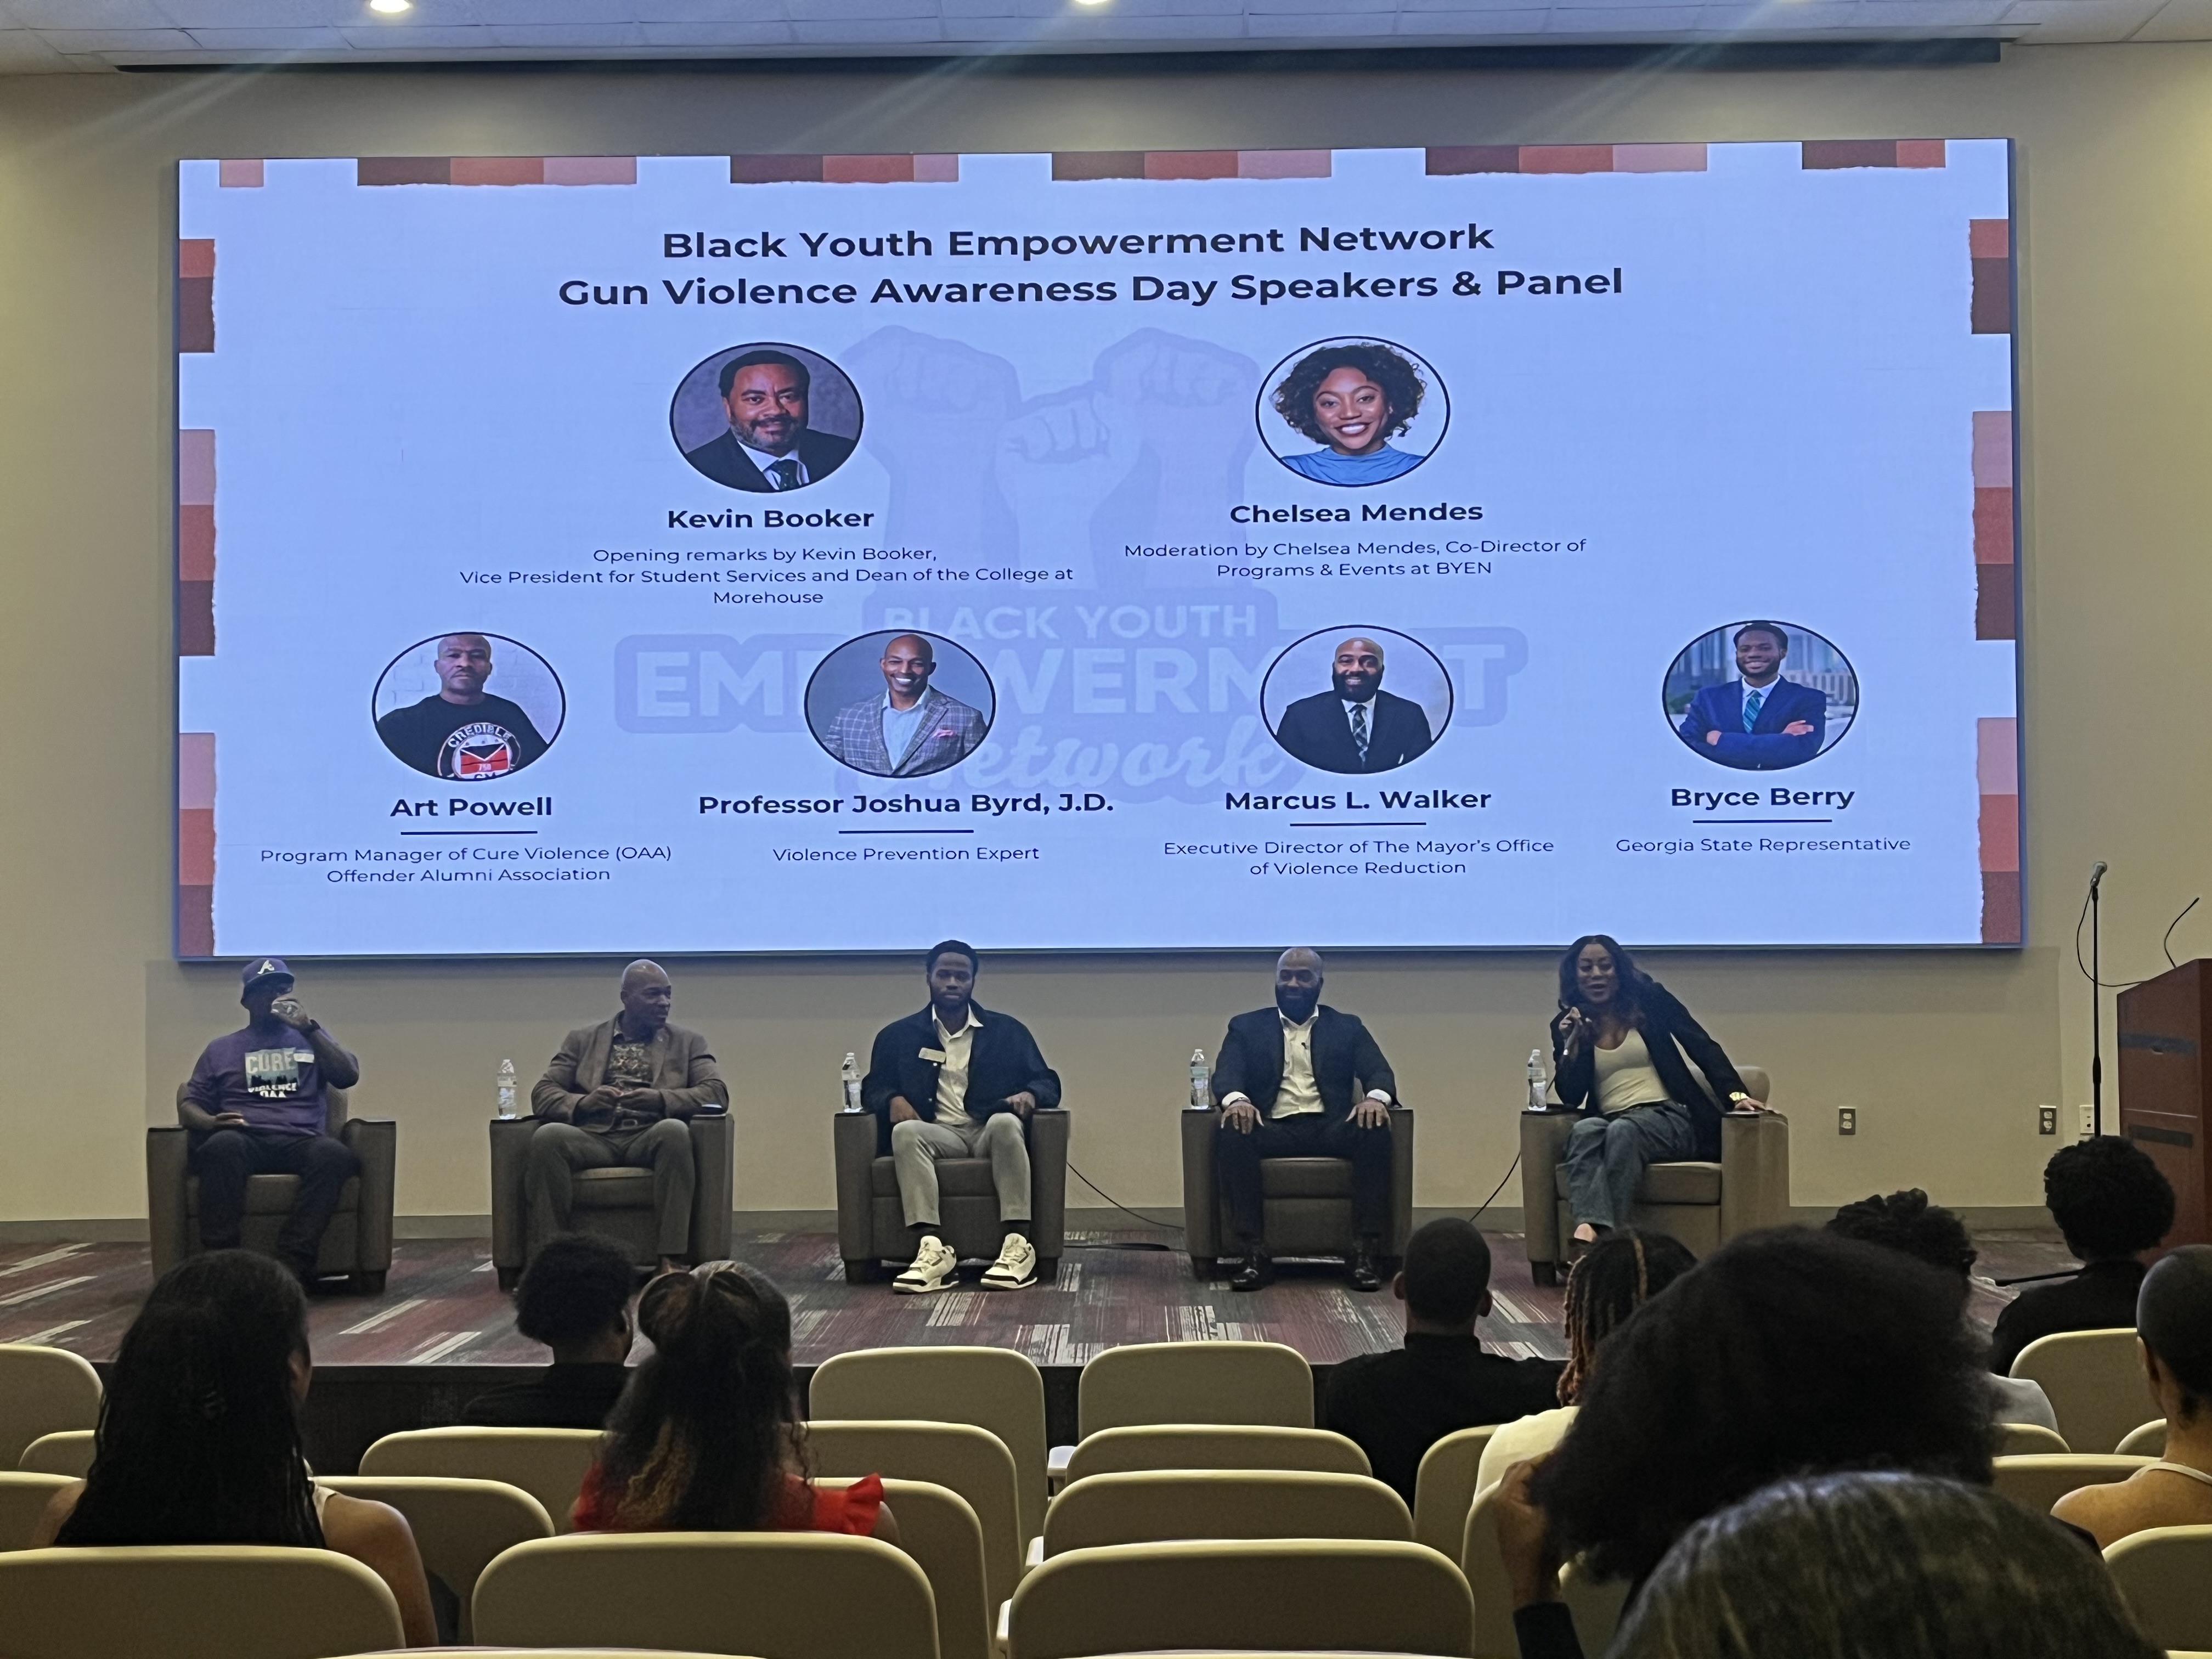 Black Youth Empowerment Network
Gun Violence Awareness Day Speakers & Panel
Kevin Booker
Opening remarks by Kevin Booker,
Vice President for Student Services and Dean of the College at
Morehouse
Chelsea Mendes
Moderation by Chelsea Mendes, Co-Director of
Programs & Events at BYEN
BLACK YOUTH
CREDIBLE
Art Powell
Program Manager of Cure Violence (OAA)
Offender Alumni Association
Professor Joshua Byrd, J.D.
Violence Prevention Expert
Marcus L. Walker
Executive Director of The Mayor's Office
of Violence Reduction
Bryce Berry
Georgia State Representative
A
CURE
VIOLENCE
OAA